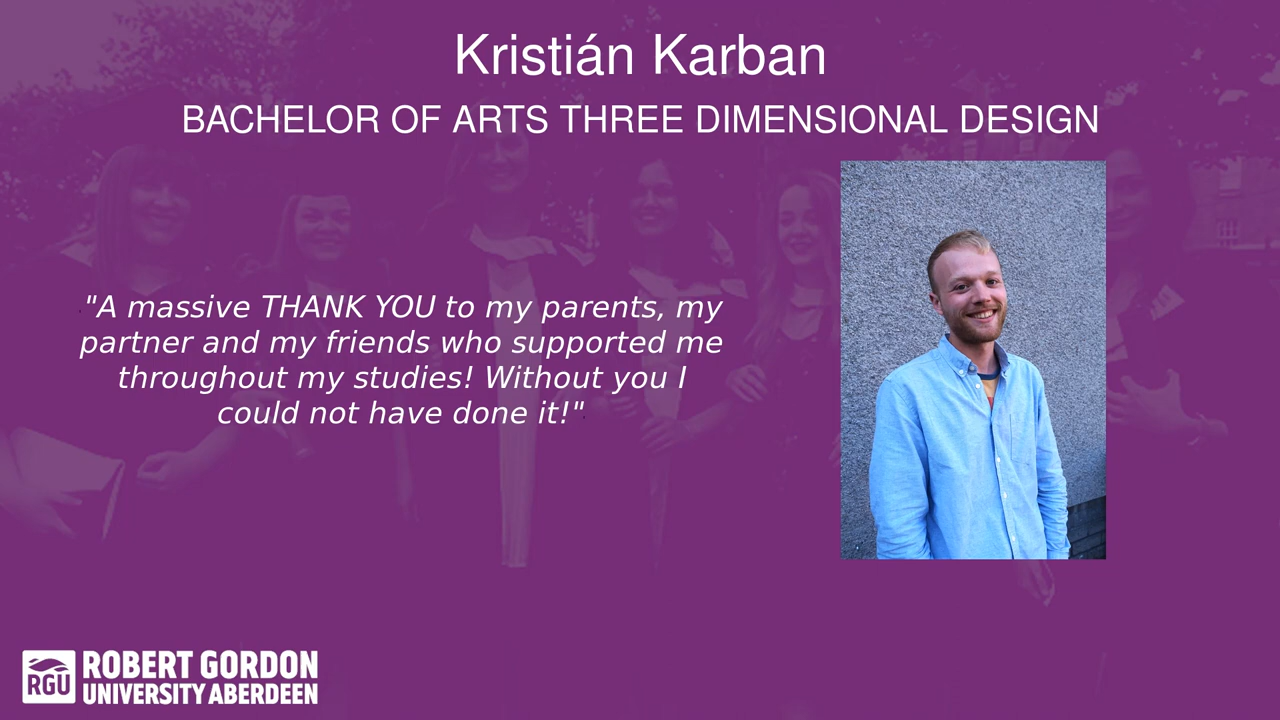 Kristián Karban
BACHELOR OF ARTS THREE DIMENSIONAL DESIGN
"A massive THANK YOU to my parents, my
partner and my friends who supported me
throughout my studies! Without you I
could not have done it!"
RGU
ROBERT GORDON
UNIVERSITY ABERDEEN